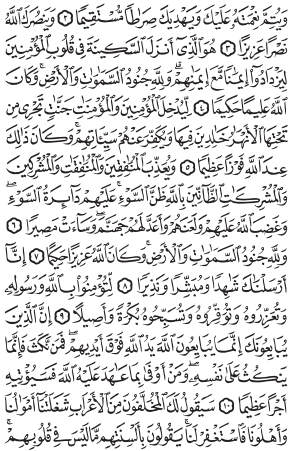 وَيُتِمَّ نِعْمَتَهُۥ عَلَيْكَ وَيَهْدِيَكَ صِرَٰطًا مُّسْتَقِيمًا ٢ وَيَنصُرَكَ ٱللَّهُ
نَصْرًا عَزِيزًا ٣ هُوَ ٱلَّذِىٓ أَنزَلَ ٱلسَّكِينَةَ فِى قُلُوبِ ٱلْمُؤْمِنِينَ
لِيَزْدَادُوٓا۟ إِيمَٰنًا مَّعَ إِيمَٰنِهِمْ ۗ وَلِلَّهِ جُنُودُ ٱلسَّمَٰوَٰتِ وَٱلْأَرْضِ ۚ وَكَانَ
ٱللَّهُ عَلِيمًا حَكِيمًا ٤ لِّيُدْخِلَ ٱلْمُؤْمِنِينَ وَٱلْمُؤْمِنَٰتِ جَنَّٰتٍ تَجْرِى مِن
تَحْتِهَا ٱلْأَنْهَٰرُ خَٰلِدِينَ فِيهَا وَيُكَفِّرَ عَنْهُمْ سَيِّـَٔاتِهِمْ ۚ وَكَانَ ذَٰلِكَ
عِندَ ٱللَّهِ فَوْزًا عَظِيمًا ٥ وَيُعَذِّبَ ٱلْمُنَٰفِقِينَ وَٱلْمُنَٰفِقَٰتِ وَٱلْمُشْرِكِينَ
وَٱلْمُشْرِكَٰتِ ٱلظَّآنِّينَ بِٱللَّهِ ظَنَّ ٱلسَّوْءِ ۚ عَلَيْهِمْ دَآئِرَةُ ٱلسَّوْءِ ۖ
وَغَضِبَ ٱللَّهُ عَلَيْهِمْ وَلَعَنَهُمْ وَأَعَدَّ لَهُمْ جَهَنَّمَ ۖ وَسَآءَتْ مَصِيرًا ٦
وَلِلَّهِ جُنُودُ ٱلسَّمَٰوَٰتِ وَٱلْأَرْضِ ۚ وَكَانَ ٱللَّهُ عَزِيزًا حَكِيمًا ٧ إِنَّآ
أَرْسَلْنَٰكَ شَٰهِدًا وَمُبَشِّرًا وَنَذِيرًا ٨ لِّتُؤْمِنُوا۟ بِٱللَّهِ وَرَسُولِهِۦ
وَتُعَزِّرُوهُ وَتُوَقِّرُوهُ وَتُسَبِّحُوهُ بُكْرَةً وَأَصِيلًا ٩ إِنَّ ٱلَّذِينَ
يُبَايِعُونَكَ إِنَّمَا يُبَايِعُونَ ٱللَّهَ يَدُ ٱللَّهِ فَوْقَ أَيْدِيهِمْ ۚ فَمَن نَّكَثَ فَإِنَّمَا
يَنكُثُ عَلَىٰ نَفْسِهِۦ ۖ وَمَنْ أَوْفَىٰ بِمَا عَٰهَدَ عَلَيْهُ ٱللَّهَ فَسَيُؤْتِيهِ
أَجْرًا عَظِيمًا ١٠ سَيَقُولُ لَكَ ٱلْمُخَلَّفُونَ مِنَ ٱلْأَعْرَابِ شَغَلَتْنَآ أَمْوَٰلُنَا
وَأَهْلُونَا فَٱسْتَغْفِرْ لَنَا ۚ يَقُولُونَ بِأَلْسِنَتِهِم مَّا لَيْسَ فِى قُلُوبِهِمْ ۚ